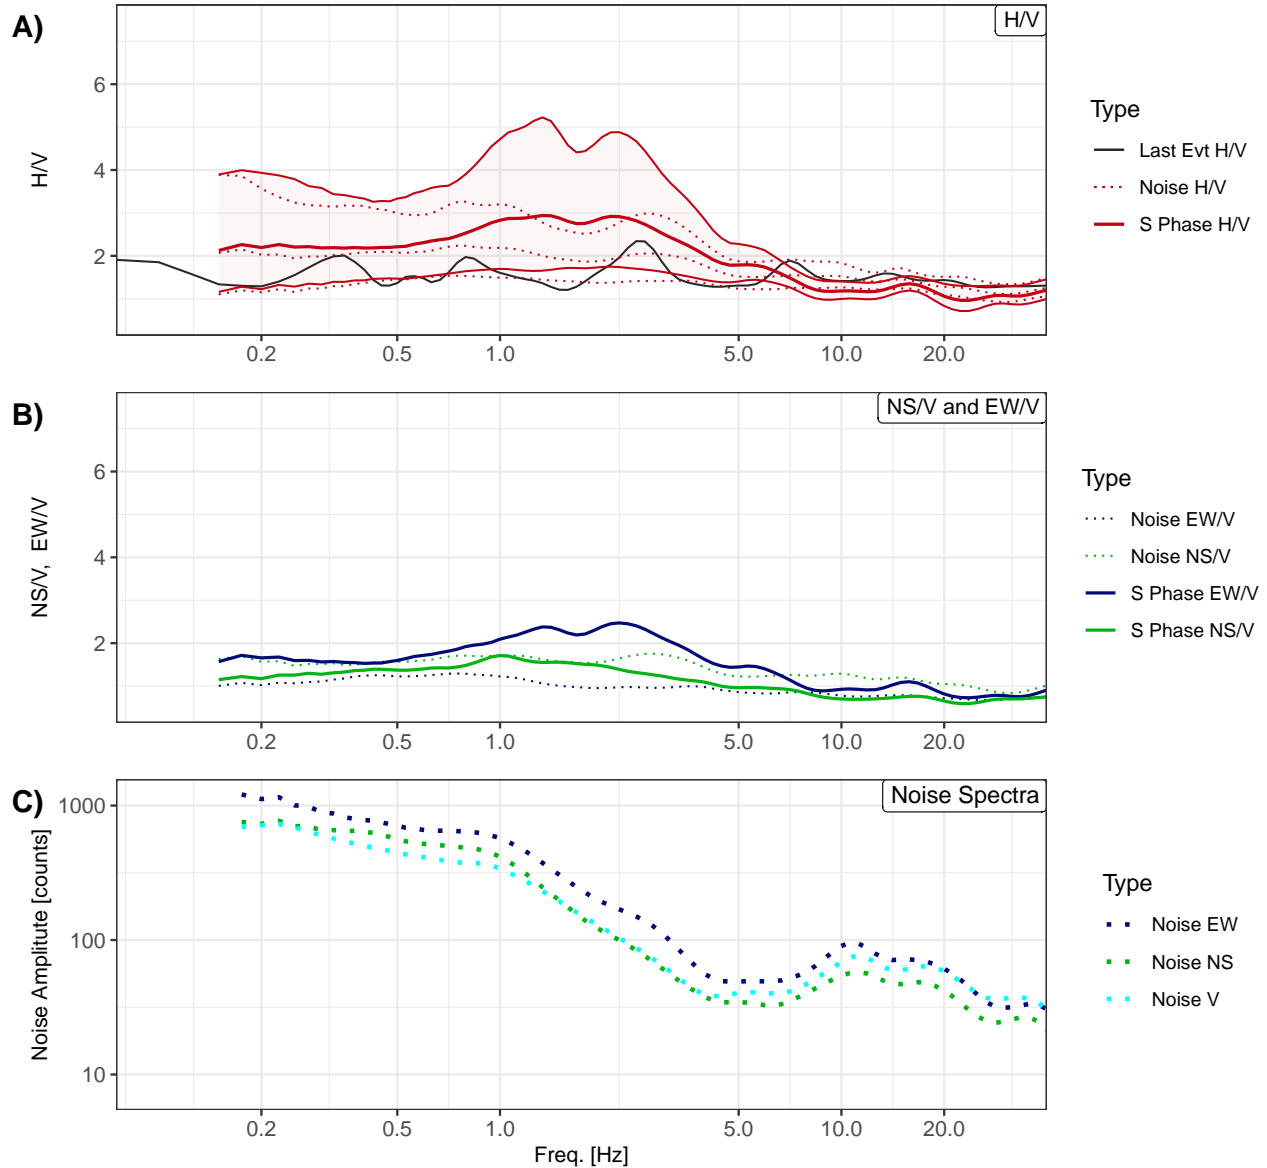 A)
H/V
6
4
2
H/V
0.2 0.5 1.0 5.0 10.0 20.0
Type
Last Evt H/V
Noise H/V
S Phase H/V
B)
NS/V and EW/V
6
4
2
NS/V, EW/V
0.2 0.5 1.0 5.0 10.0 20.0
Type
Noise EW/V
Noise NS/V
S Phase EW/V
S Phase NS/V
C)
Noise Spectra
1000
100
10
Noise Amplitute [counts]
0.2 0.5 1.0 5.0 10.0 20.0
Freq. [Hz]
Type
Noise EW
Noise NS
Noise V